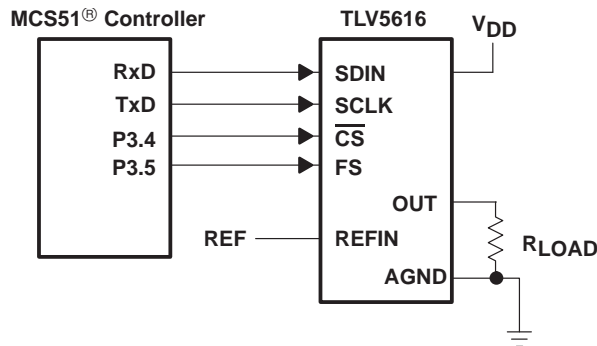 MCS51® Controller
TLV5616
VDD
RxD
SDIN
TxD
SCLK
P3.4
CS
P3.5
FS
OUT
RLOAD
REF
REFIN
AGND